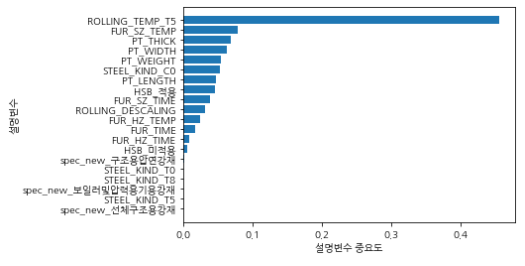 ROLLING_TEMP_T5
FUR_SZ_TEMP
PT_THICK
PT_WIDTH
PT_WEIGHT
STEEL_KIND_C0
PT_LENGTH
HSB_적용
FUR_SZ_TIME
ROLLING_DESCALING
FUR_HZ_TEMP
FUR_TIME
FUR_HZ_TIME
HSB_미적용
spec_new_구조용압연강재
STEEL_KIND_T0
STEEL_KIND_T8
spec_new_보일러및압력용기용강재
STEEL_KIND_T5
spec_new_선체구조용강재
설명변수
0.0 0.1 0.2 0.3 0.4
설명변수 중요도